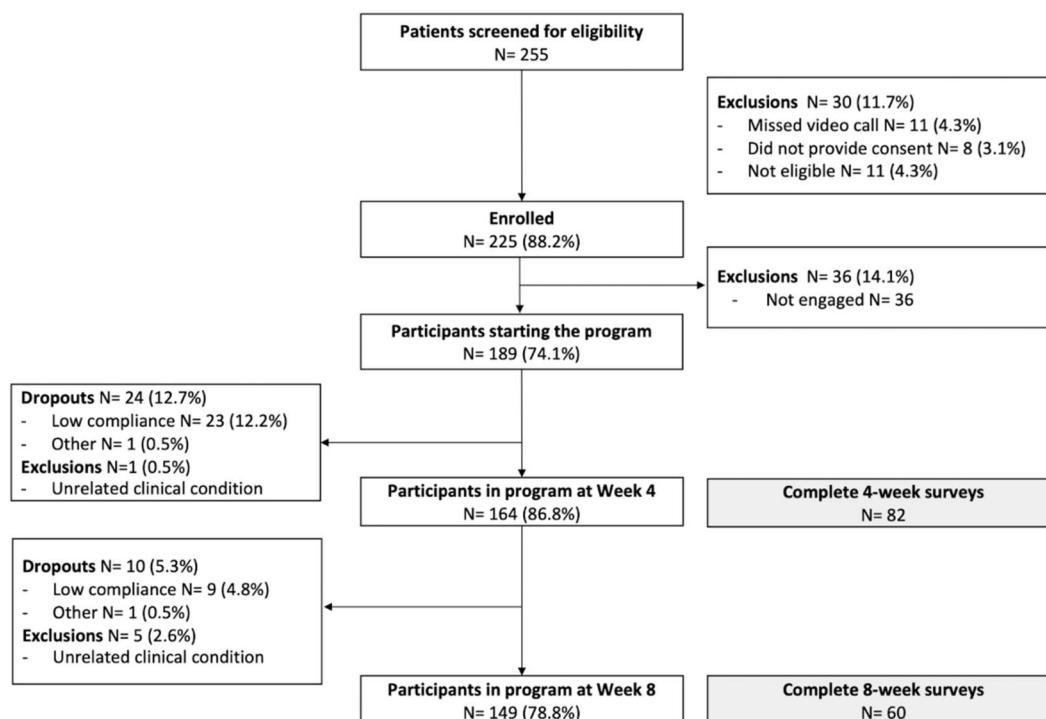 Patients screened for eligibility
N= 255
Exclusions N= 30 (11.7%)
- Missed video call N= 11 (4.3%)
- Did not provide consent N= 8 (3.1%)
- Not eligible N= 11 (4.3%)
Enrolled
N= 225 (88.2%)
Exclusions N= 36 (14.1%)
- Not engaged N= 36
Participants starting the program
N= 189 (74.1%)
Dropouts N= 24 (12.7%)
- Low compliance N= 23 (12.2%)
- Other N= 1 (0.5%)
Exclusions N=1 (0.5%)
- Unrelated clinical condition
Participants in program at Week 4
N= 164 (86.8%)
Complete 4-week surveys
N= 82
Dropouts N= 10 (5.3%)
- Low compliance N= 9 (4.8%)
- Other N= 1 (0.5%)
Exclusions N= 5 (2.6%)
- Unrelated clinical condition
Participants in program at Week 8
N= 149 (78.8%)
Complete 8-week surveys
N= 60